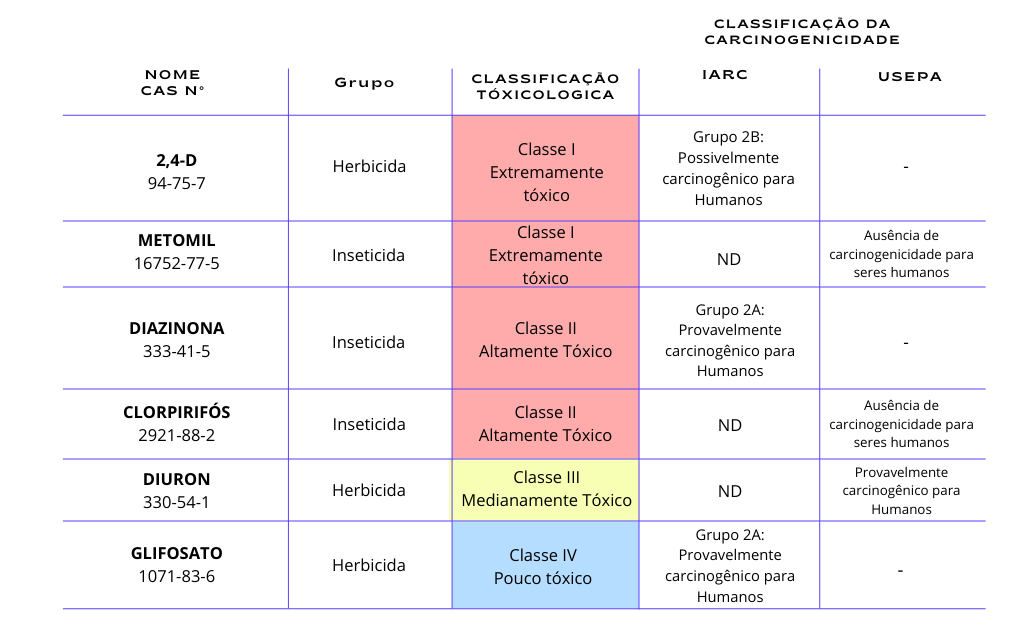 CLASSIFICAÇÃO DA
CARCINOGENICIDADE
NOME
CAS N°
Grupo
CLASSIFICAÇÃO
TÓXICOLOGICA
IARC
USEPA
2,4-D
94-75-7
Herbicida
Classe I
Extremamente
tóxico
Grupo 2B:
Possivelmente
carcinogênico para
Humanos
-
METOMIL
16752-77-5
Inseticida
Classe I
Extremamente
tóxico
ND
Ausência de
carcinogenicidade para
seres humanos
DIAZINONA
333-41-5
Inseticida
Classe II
Altamente Tóxico
Grupo 2A:
Provavelmente
carcinogênico para
Humanos
-
CLORPIRIFÓS
2921-88-2
Inseticida
Classe II
Altamente Tóxico
ND
Ausência de
carcinogenicidade para
seres humanos
DIURON
330-54-1
Herbicida
Classe III
Medianamente Tóxico
ND
Provavelmente
carcinogênico para
Humanos
GLIFOSATO
1071-83-6
Herbicida
Classe IV
Pouco tóxico
Grupo 2A:
Provavelmente
carcinogênico para
Humanos
-